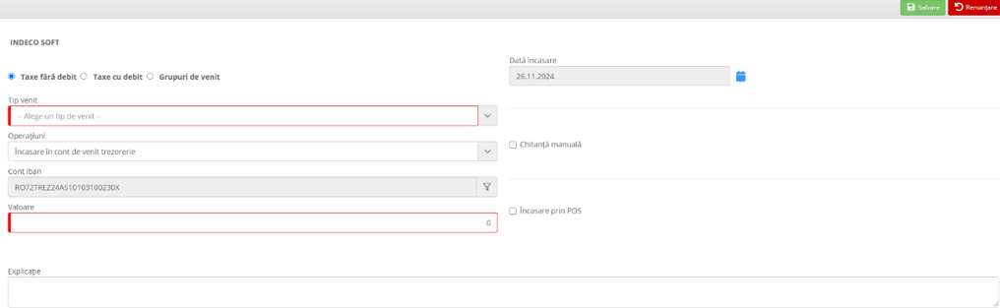 Salvare Renunțare
INDECO SOFT
Taxe fără debit Taxe cu debit Grupuri de venit
Dată încasare
26.11.2024
Tip venit
-- Alege un tip de venit --
Operațiuni
Încasare în cont de venit trezorerie
Chitanță manuală
Cont iban
RO72TREZ24A510103100230X
Valoare
0
Încasare prin POS
Explicație